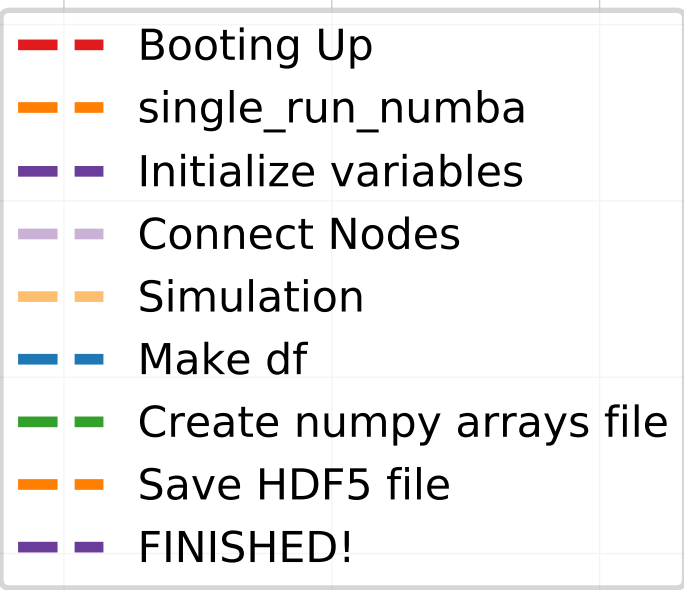 Booting Up
single_run_numba
Initialize variables
Connect Nodes
Simulation
Make df
Create numpy arrays file
Save HDF5 file
FINISHED!